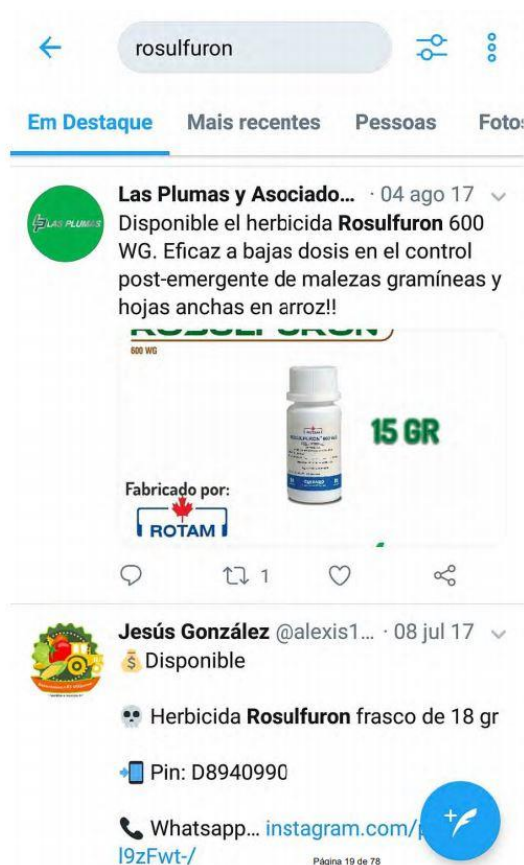 rosulfuron
Em Destaque Mais recentes Pessoas Fotos
Las Plumas y Asociado... · 04 ago 17
LAS PLUMAS
Disponible el herbicida Rosulfuron 600
WG. Eficaz a bajas dosis en el control
post-emergente de malezas gramíneas y
hojas anchas en arroz!!
ROSULFURON
600 WG
15 GR
Fabricado por:
ROTAM
1
Jesús González @alexis1... · 08 jul 17
Disponible
Herbicida Rosulfuron frasco de 18 gr
Pin: D8940990
Whatsapp... instagram.com/p
l9zFwt-/
Página 19 de 78